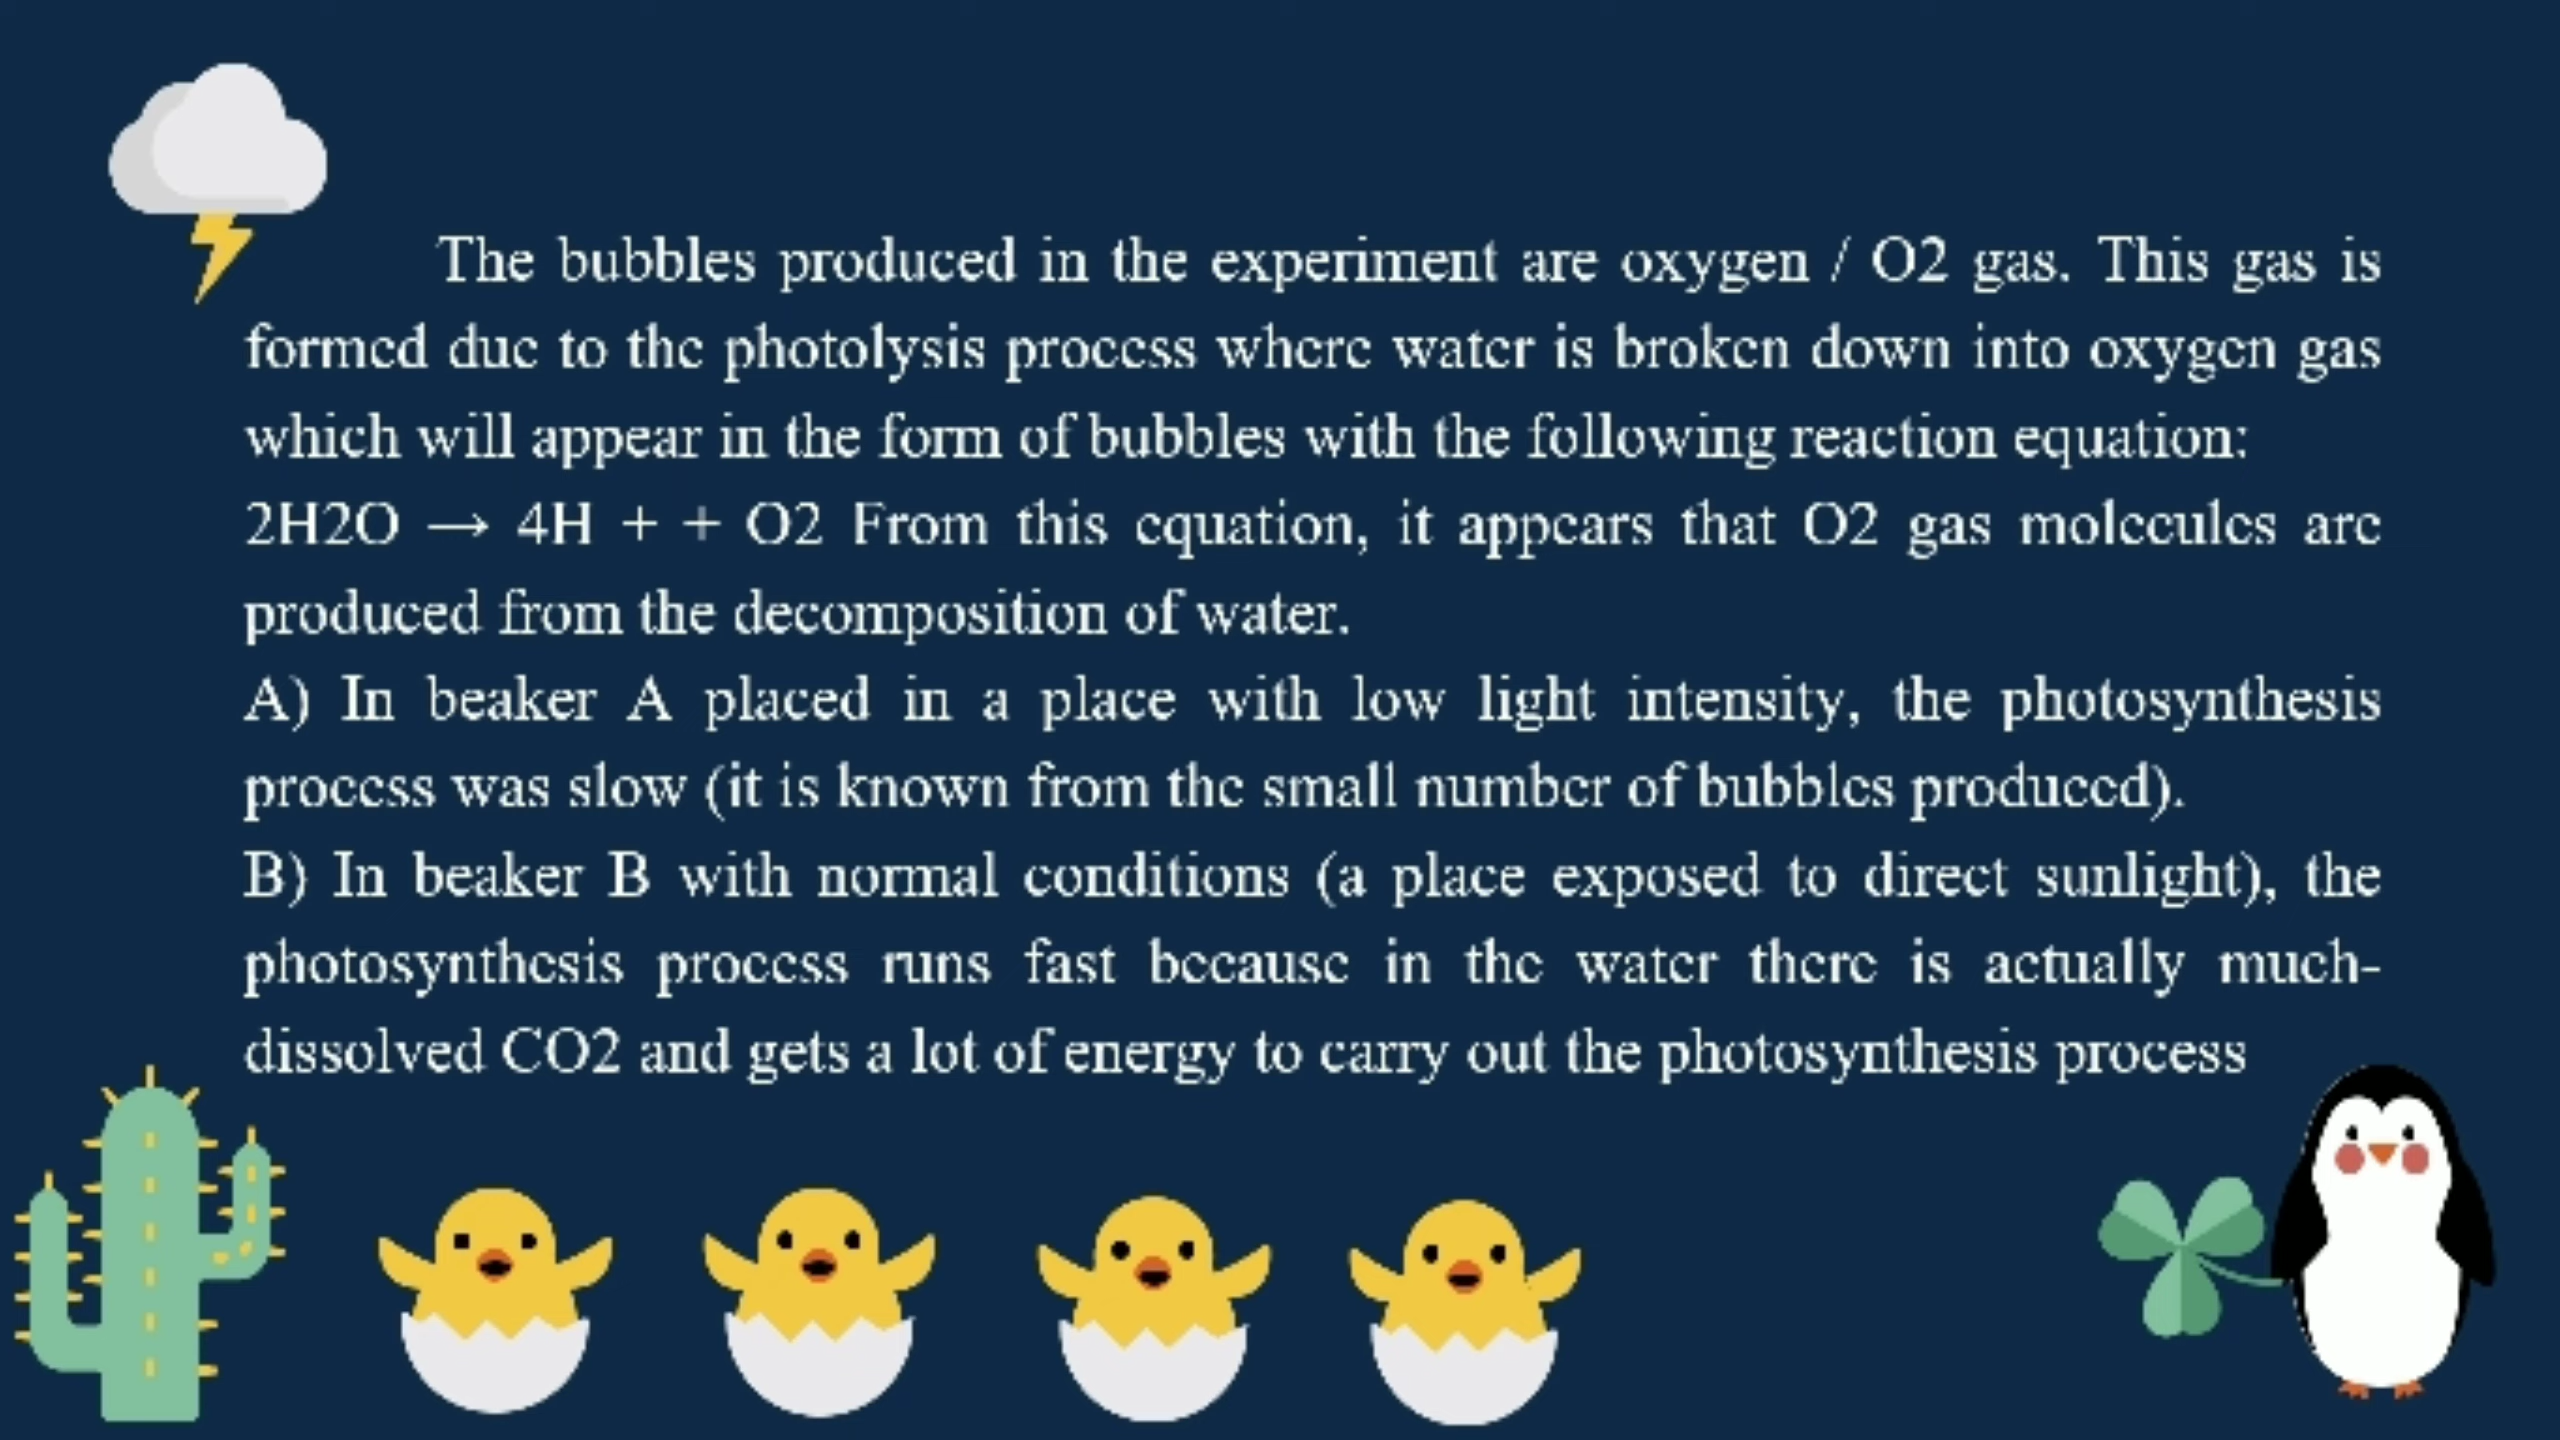 The bubbles produced in the experiment are oxygen / O2 gas. This gas is
formed due to the photolysis process where water is broken down into oxygen gas
which will appear in the form of bubbles with the following reaction equation:
2H2O → 4H + + O2 From this equation, it appears that O2 gas molecules are
produced from the decomposition of water.
A) In beaker A placed in a place with low light intensity, the photosynthesis
process was slow (it is known from the small number of bubbles produced).
B) In beaker B with normal conditions (a place exposed to direct sunlight), the
photosynthesis process runs fast because in the water there is actually much-
dissolved CO2 and gets a lot of energy to carry out the photosynthesis process